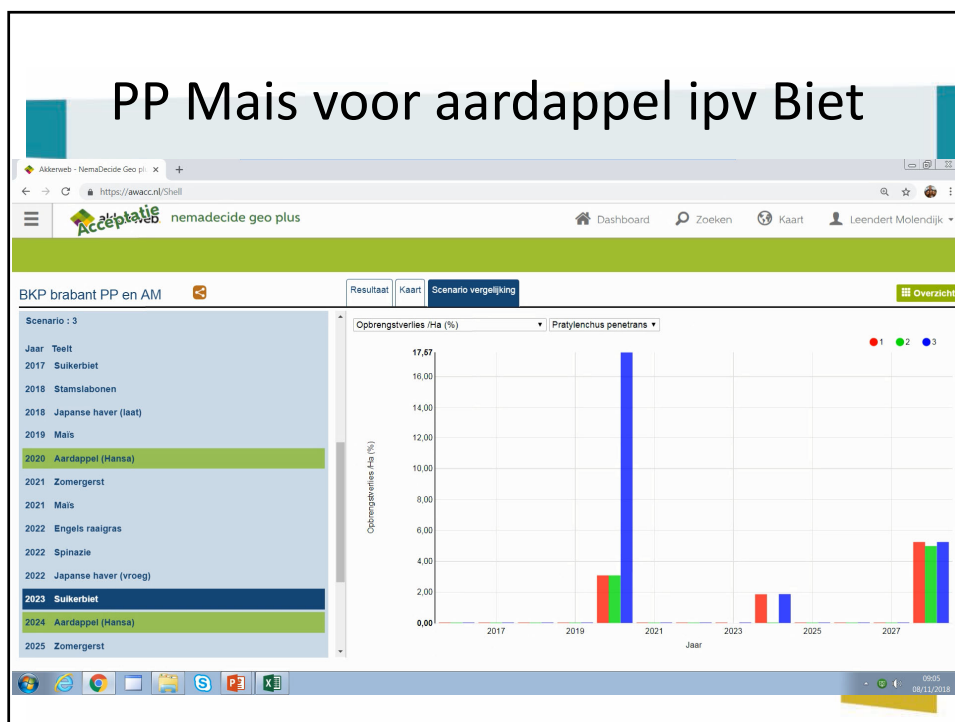 PP Mais voor aardappel ipv Biet
Akkerweb - NemaDecide Geo pl
https://awacc.nl/Shell
akkerweb Acceptatie nemadecide geo plus
Dashboard Zoeken Kaart Leendert Molendijk
BKP brabant PP en AM
Resultaat Kaart Scenario vergelijking
Overzicht
Scenario : 3
Jaar Teelt
2017 Suikerbiet
2018 Stamslabonen
2018 Japanse haver (laat)
2019 Maïs
2020 Aardappel (Hansa)
2021 Zomergerst
2021 Maïs
2022 Engels raaigras
2022 Spinazie
2022 Japanse haver (vroeg)
2023 Suikerbiet
2024 Aardappel (Hansa)
2025 Zomergerst
Opbrengstverlies /Ha (%) Pratylenchus penetrans
1 2 3
17,67
16,00
14,00
12,00
10,00
8,00
6,00
4,00
2,00
0,00
Opbrengstverlies /Ha (%)
2017 2019 2021 2023 2025 2027
Jaar
09:05
08/11/2018